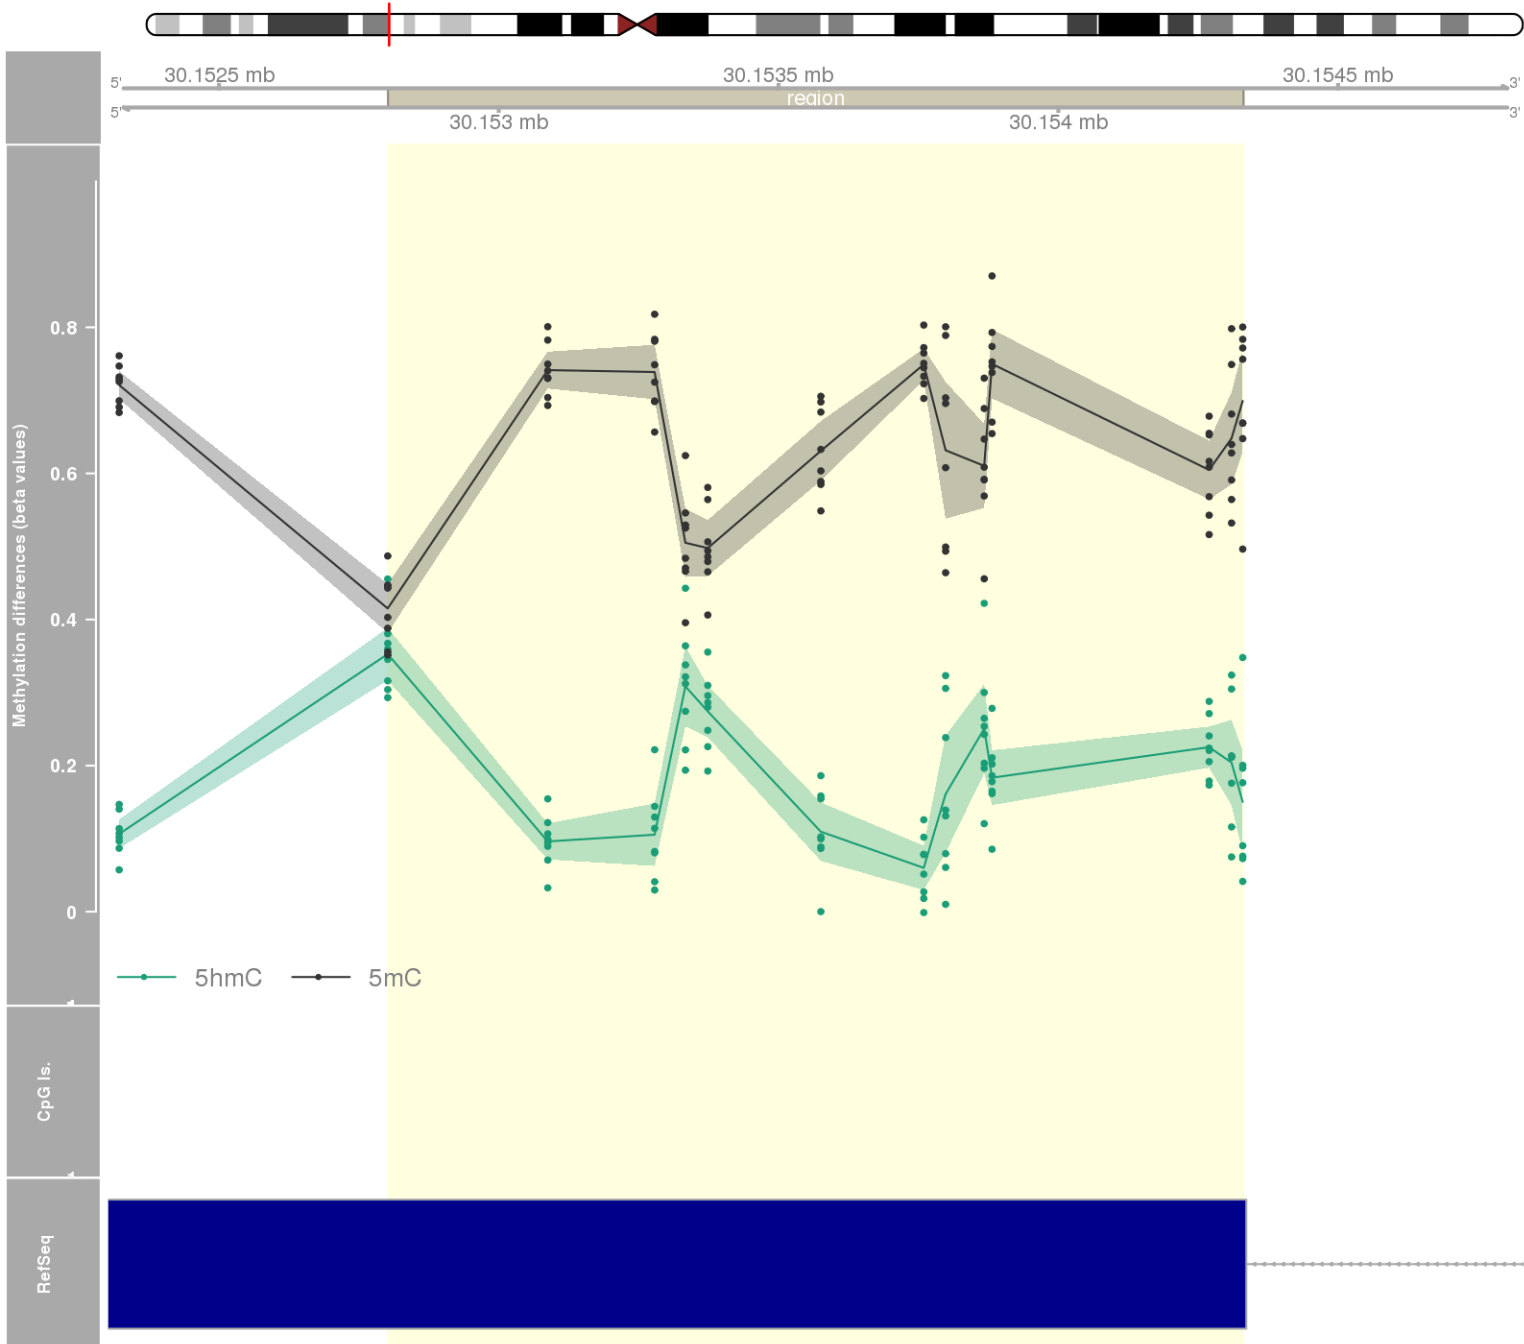 30.1525 mb 30.1535 mb 30.1545 mb
5' 3'
region
5' 3'
30.153 mb 30.154 mb
Methylation differences (beta values)
0.8
0.6
0.4
0.2
0
5hmC 5mC
CpG Is.
RefSeq